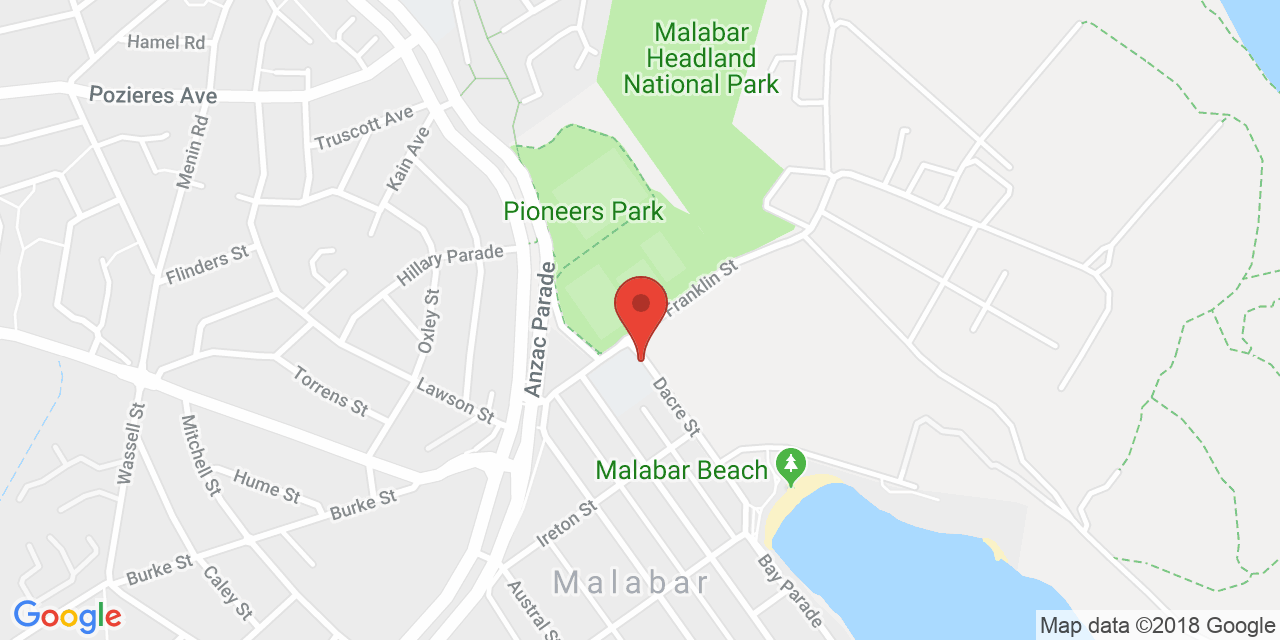 Hamel Rd
Malabar
Headland
National Park
Pozieres Ave
Truscott Ave
Menin Rd
Kain Ave
Pioneers Park
Flinders St
Hillary Parade
Franklin St
Anzac Parade
Oxley St
Torrens St
Lawson St
Dacre St
Wassell St
Mitchell St
Hume St
Burke St
Malabar Beach
Ireton St
Burke St
Caley St
Malabar
Austral St
Bay Parade
Google
Map data ©2018 Google